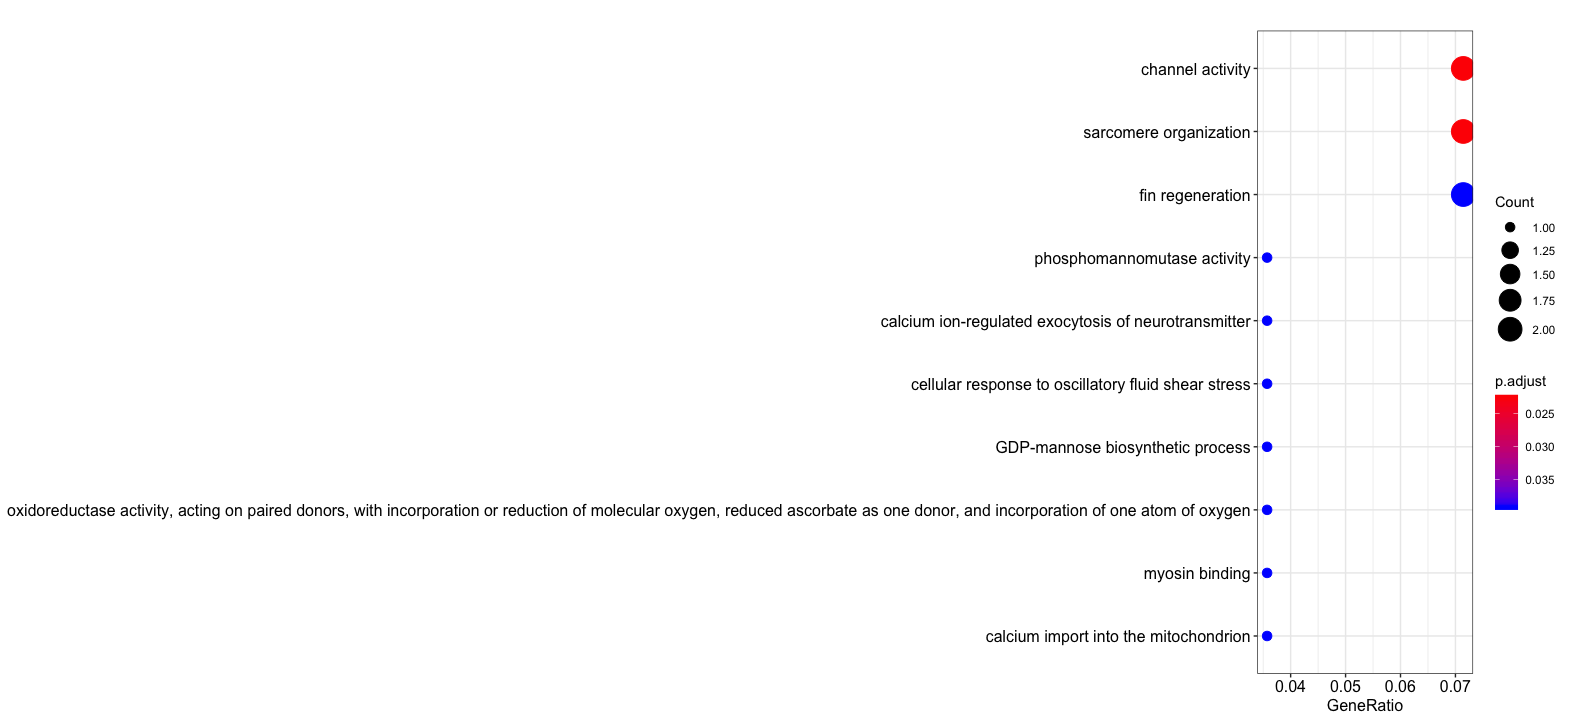 channel activity
sarcomere organization
fin regeneration
phosphomannomutase activity
calcium ion-regulated exocytosis of neurotransmitter
cellular response to oscillatory fluid shear stress
GDP-mannose biosynthetic process
oxidoreductase activity, acting on paired donors, with incorporation or reduction of molecular oxygen, reduced ascorbate as one donor, and incorporation of one atom of oxygen
myosin binding
calcium import into the mitochondrion
0.04 0.05 0.06 0.07
GeneRatio
Count
1.00
1.25
1.50
1.75
2.00
p.adjust
0.025
0.030
0.035